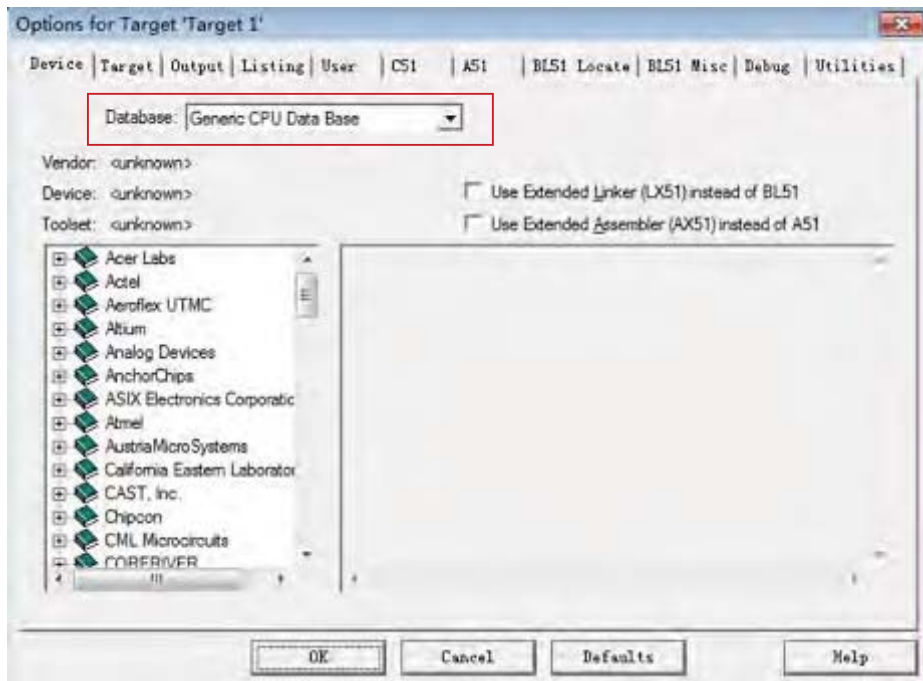 Options for Target 'Target 1'
Device | Target | Output | Listing | User | C51 | A51 | BL51 Locate | BL51 Misc | Debug | Utilities |
Database: Generic CPU Data Base
Vendor: <unknown>
Device: <unknown>
Use Extended Linker (LX51) instead of BL51
Toolset: <unknown>
Use Extended Assembler (AX51) instead of A51
Acer Labs
Actel
Aeroflex UTMC
Altium
Analog Devices
AnchorChips
ASIX Electronics Corporatic
Atmel
AustriaMicroSystems
California Eastern Laborator
CAST, Inc.
Chipcon
CML Microcircuits
CORERIVER
OK Cancel Defaults Help